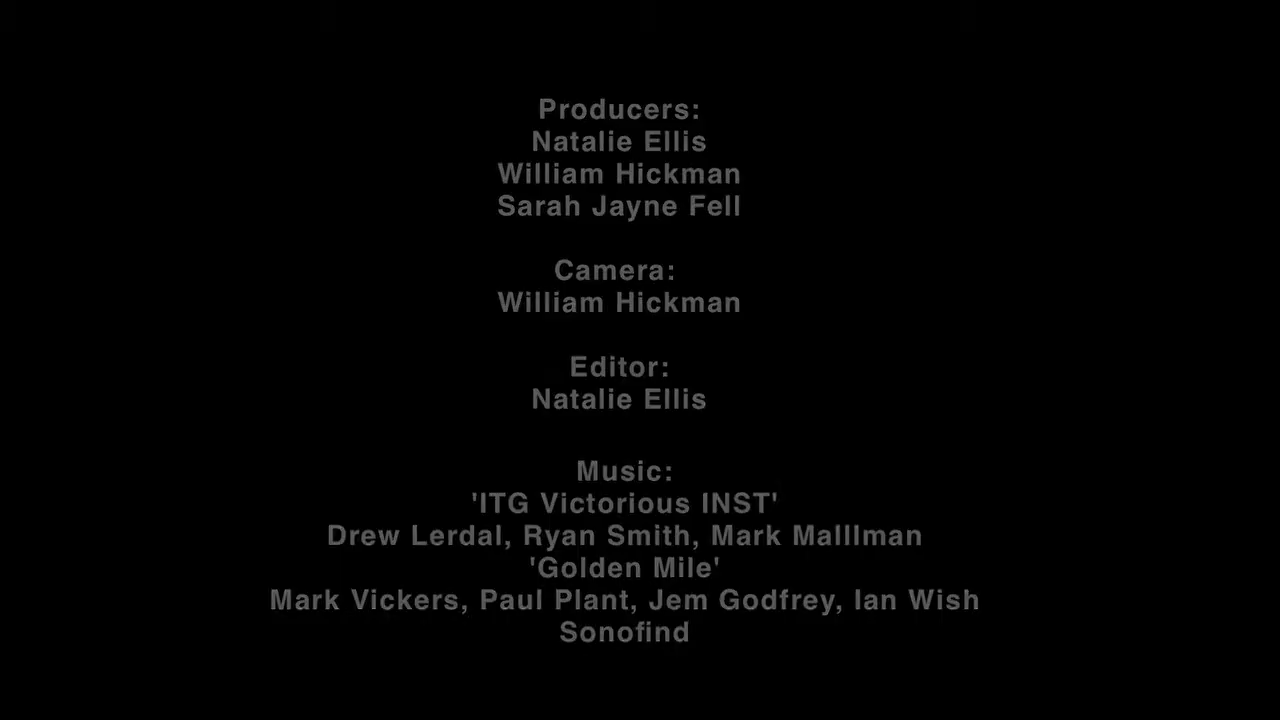 Producers:
Natalie Ellis
William Hickman
Sarah Jayne Fell
Camera:
William Hickman
Editor:
Natalie Ellis
Music:
'ITG Victorious INST'
Drew Lerdal, Ryan Smith, Mark Malllman
'Golden Mile'
Mark Vickers, Paul Plant, Jem Godfrey, Ian Wish
Sonofind